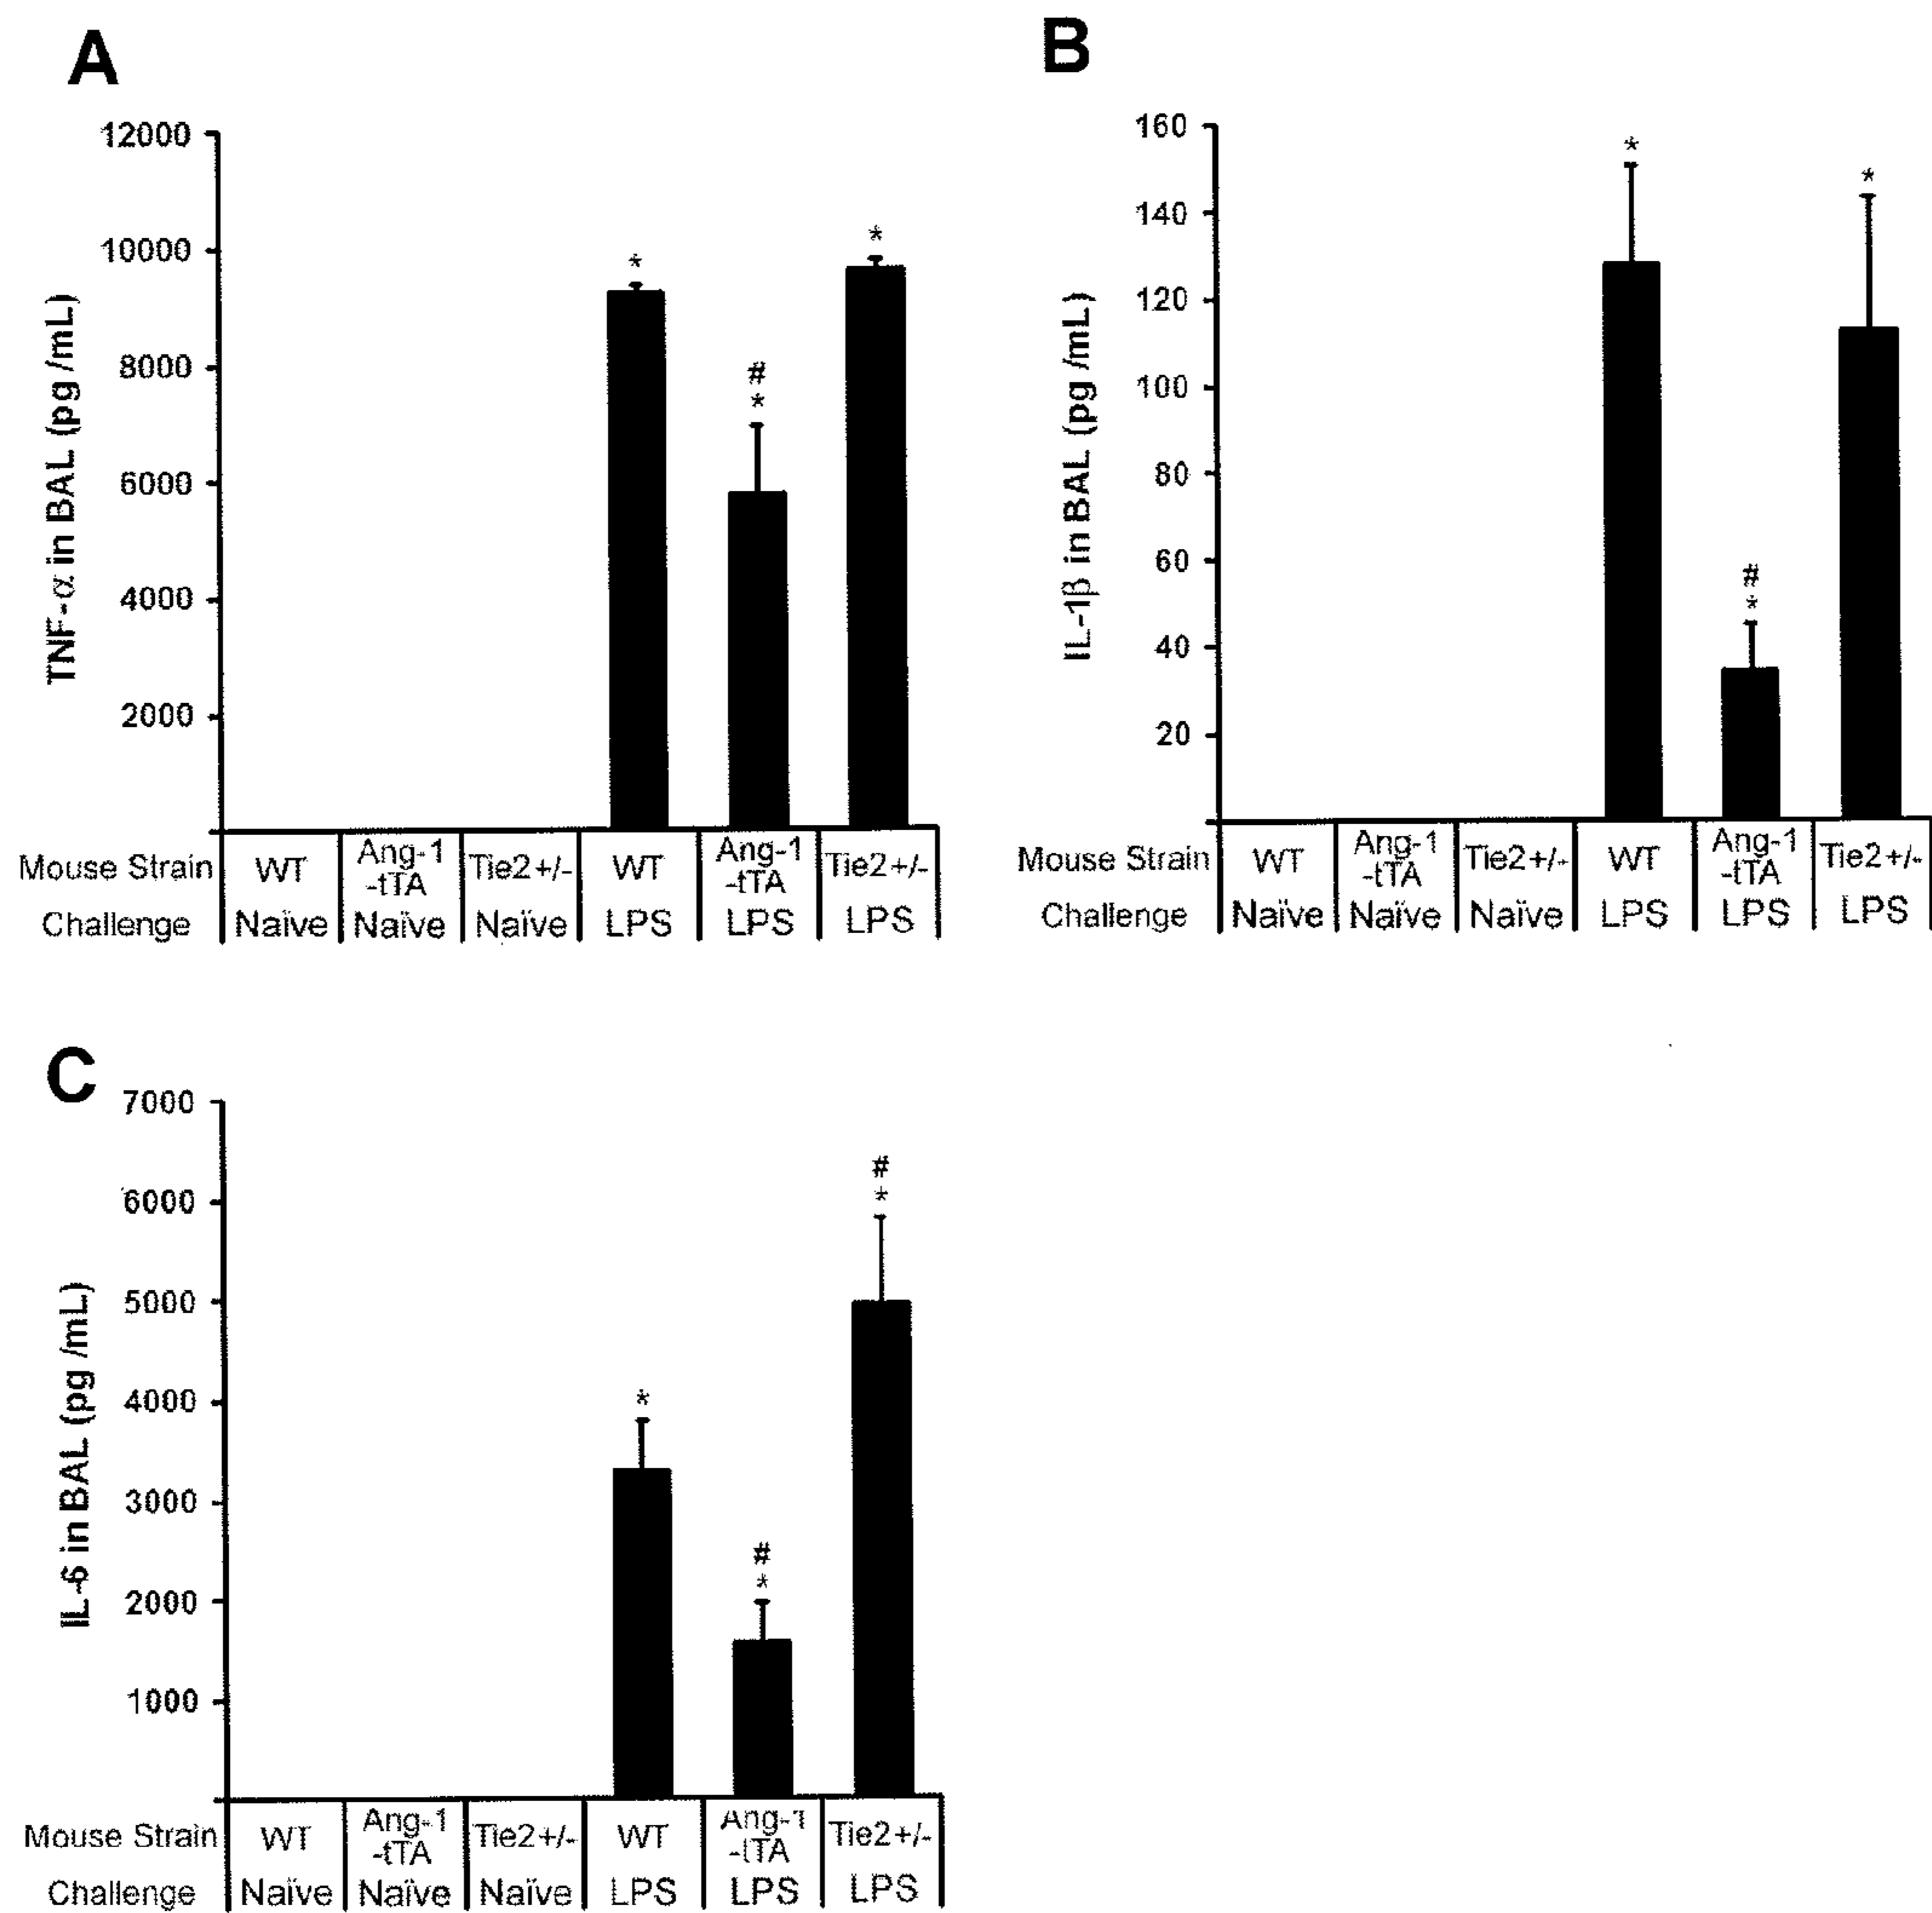 A
12000
10000
8000
6000
4000
2000
TNF-α in BAL (pg /mL)
*
#
*
*
Mouse Strain WT Ang-1 -tTA Tie2+/- WT Ang-1 -tTA Tie2+/-
Challenge Naïve Naïve Naïve LPS LPS LPS
B
160
140
120
100
80
60
40
20
IL-1β in BAL (pg /mL)
*
#
*
*
Mouse Strain WT Ang-1 -tTA Tie2+/- WT Ang-1 -tTA Tie2+/-
Challenge Naïve Naïve Naïve LPS LPS LPS
C
7000
6000
5000
4000
3000
2000
1000
IL-6 in BAL (pg /mL)
*
#
*
#
*
Mouse Strain WT Ang-1 -tTA Tie2+/- WT Ang-1 -tTA Tie2+/-
Challenge Naïve Naïve Naïve LPS LPS LPS